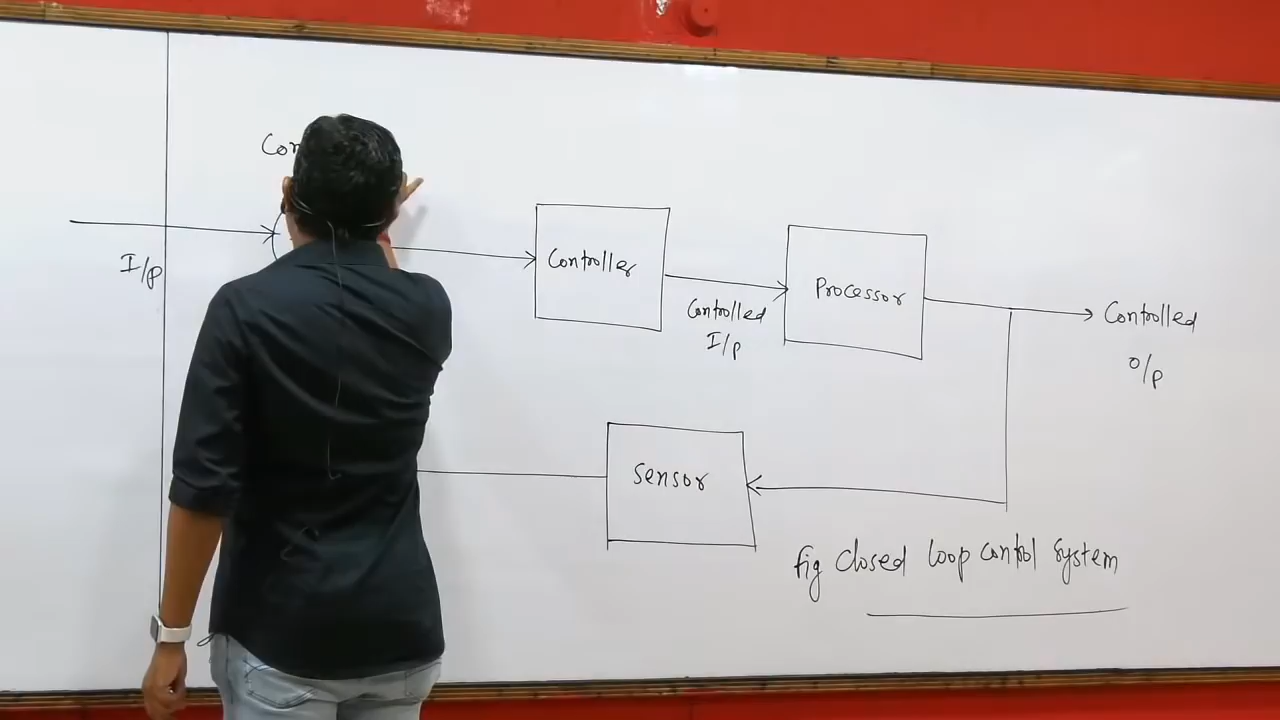 I/p
Controller
Controlled
I/p
Processor
Controlled
o/p
Sensor
fig closed loop control system